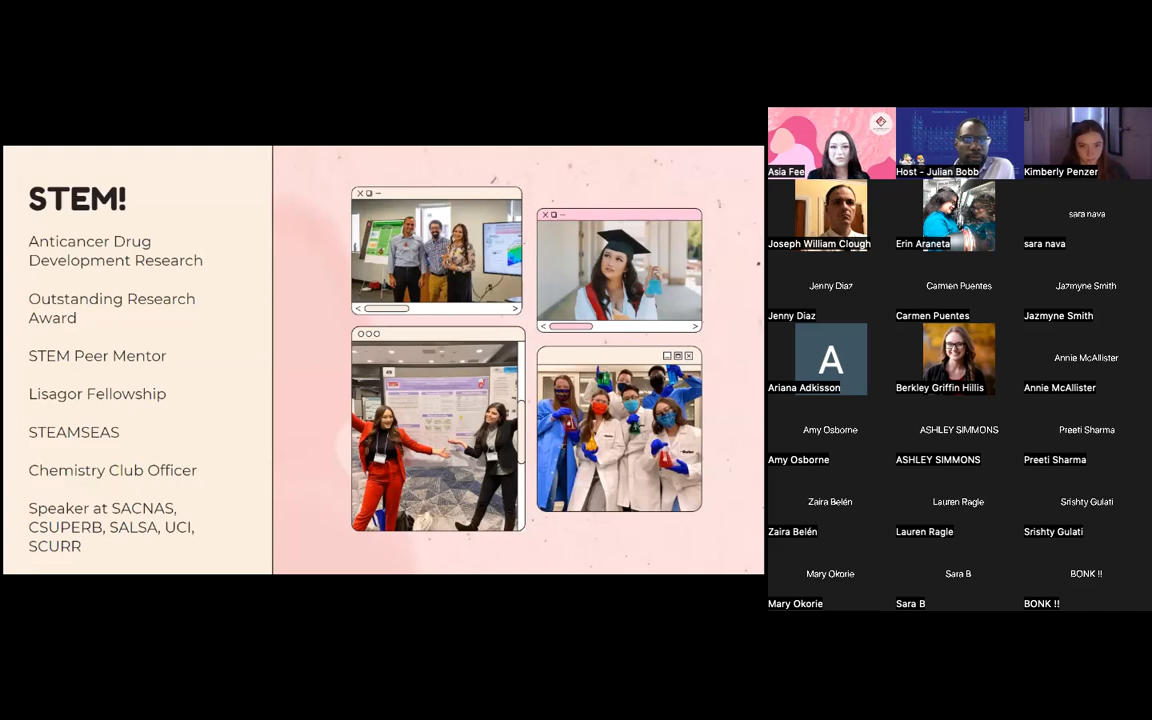 STEM!
Anticancer Drug
Development Research
Outstanding Research
Award
STEM Peer Mentor
Lisagor Fellowship
STEAMSEAS
Chemistry Club Officer
Speaker at SACNAS,
CSUPERB, SALSA, UCI,
SCURR
Asia Fee
Host - Julian Bobb
Kimberly Penzer
Joseph William Clough
Erin Araneta
sara nava
sara nava
Jenny Diaz
Jenny Diaz
Carmen Puentes
Carmen Puentes
Jazmyne Smith
Jazmyne Smith
A
Ariana Adkisson
Berkley Griffin Hillis
Annie McAllister
Annie McAllister
Amy Osborne
Amy Osborne
ASHLEY SIMMONS
ASHLEY SIMMONS
Preeti Sharma
Preeti Sharma
Zaira Belén
Zaira Belén
Lauren Ragle
Lauren Ragle
Srishty Gulati
Srishty Gulati
Mary Okorie
Mary Okorie
Sara B
Sara B
BONK !!
BONK !!